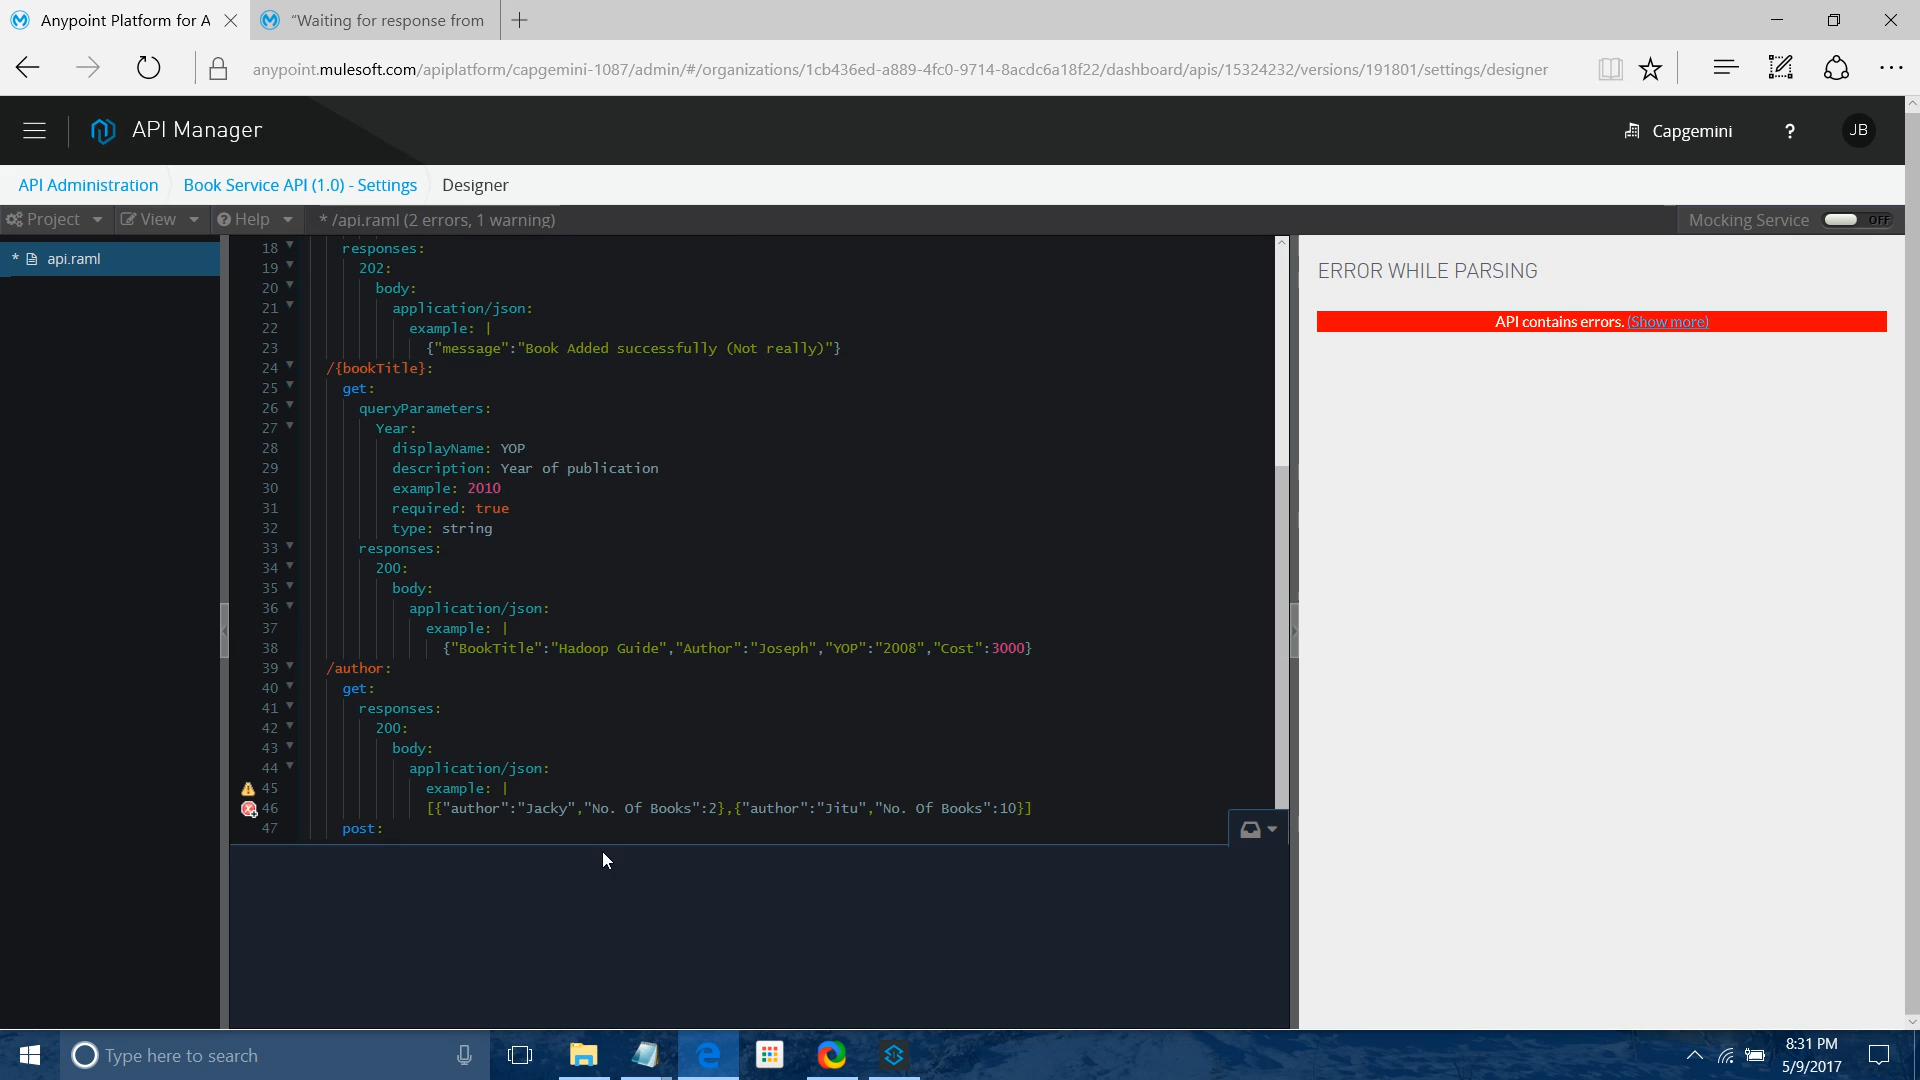 Anypoint Platform for A
“Waiting for response from
anypoint.mulesoft.com/apiplatform/capgemini-1087/admin/#/organizations/1cb436ed-a889-4fc0-9714-8acdc6a18f22/dashboard/apis/15324232/versions/191801/settings/designer
API Manager
Capgemini
?
JB
API Administration
Book Service API (1.0) - Settings
Designer
Project
View
Help
* /api.raml (2 errors, 1 warning)
Mocking Service
OFF
* api.raml
18 responses:
19 202:
20 body:
21 application/json:
22 example: |
23 {"message":"Book Added successfully (Not really)"}
24 /{bookTitle}:
25 get:
26 queryParameters:
27 Year:
28 displayName: YOP
29 description: Year of publication
30 example: 2010
31 required: true
32 type: string
33 responses:
34 200:
35 body:
36 application/json:
37 example: |
38 {"BookTitle":"Hadoop Guide","Author":"Joseph","YOP":"2008","Cost":3000}
39 /author:
40 get:
41 responses:
42 200:
43 body:
44 application/json:
45 example: |
46 [{"author":"Jacky","No. Of Books":2},{"author":"Jitu","No. Of Books":10}]
47 post:
ERROR WHILE PARSING
API contains errors. (Show more)
Type here to search
8:31 PM
5/9/2017